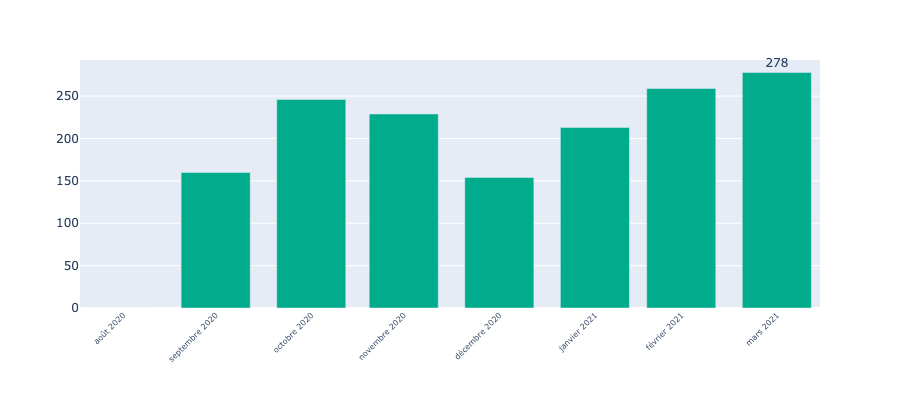 278
250
200
150
100
50
0
août 2020
septembre 2020
octobre 2020
novembre 2020
décembre 2020
janvier 2021
février 2021
mars 2021